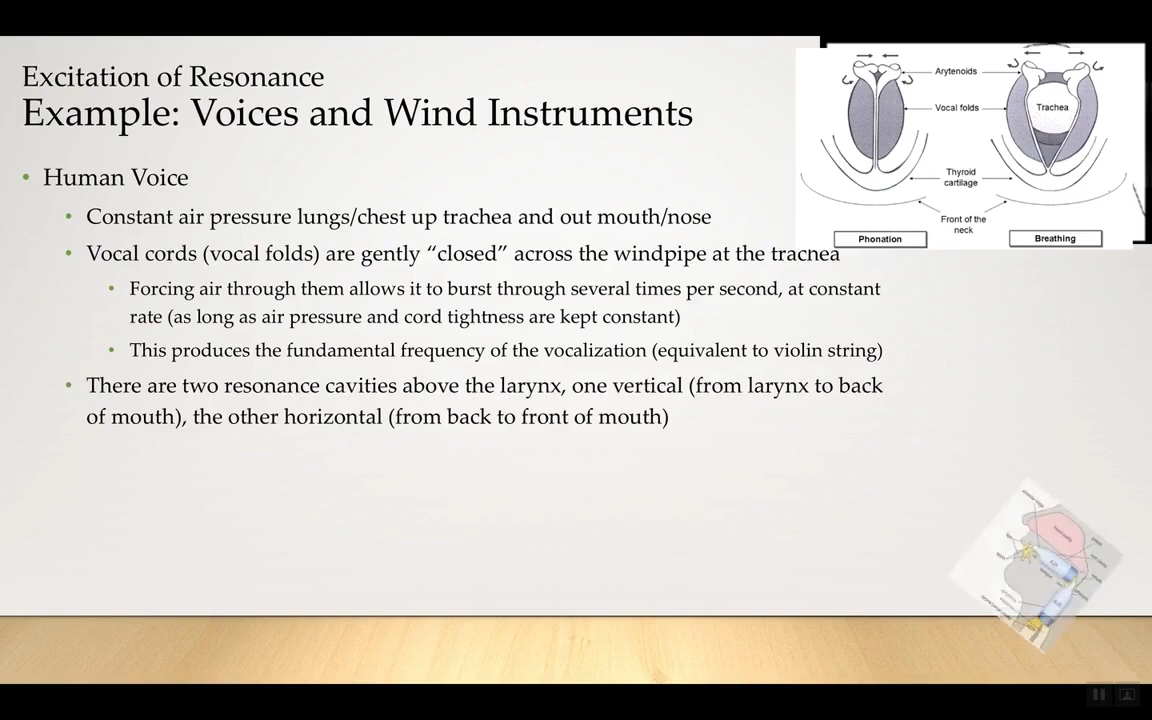 Excitation of Resonance
Example: Voices and Wind Instruments
• Human Voice
• Constant air pressure lungs/chest up trachea and out mouth/nose
• Vocal cords (vocal folds) are gently “closed” across the windpipe at the trachea
• Forcing air through them allows it to burst through several times per second, at constant
rate (as long as air pressure and cord tightness are kept constant)
• This produces the fundamental frequency of the vocalization (equivalent to violin string)
• There are two resonance cavities above the larynx, one vertical (from larynx to back
of mouth), the other horizontal (from back to front of mouth)
Arytenoids
Vocal folds
Trachea
Thyroid
cartilage
Front of the
neck
Phonation
Breathing